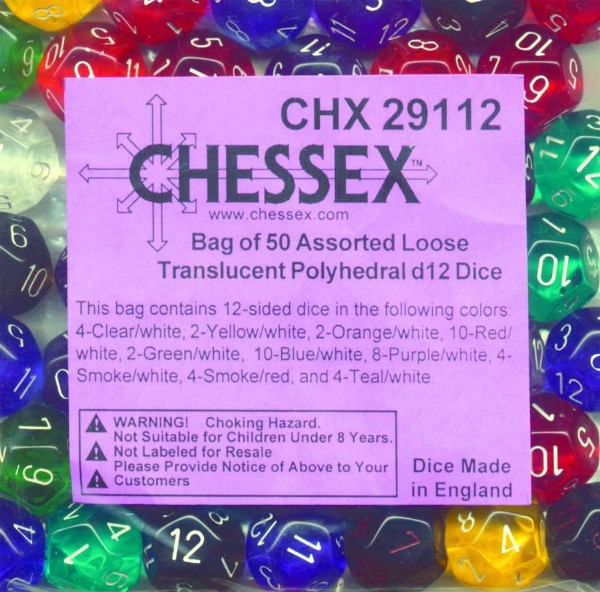 CHX 29112
CHESSEX™
www.chessex.com
Bag of 50 Assorted Loose
Translucent Polyhedral d12 Dice
This bag contains 12-sided dice in the following colors:
4-Clear/white, 2-Yellow/white, 2-Orange/white, 10-Red/
white, 2-Green/white, 10-Blue/white, 8-Purple/white, 4-
Smoke/white, 4-Smoke/red, and 4-Teal/white
WARNING! Choking Hazard.
Not Suitable for Children Under 8 Years.
Not Labeled for Resale
Please Provide Notice of Above to Your
Customers
Dice Made
in England
12
10